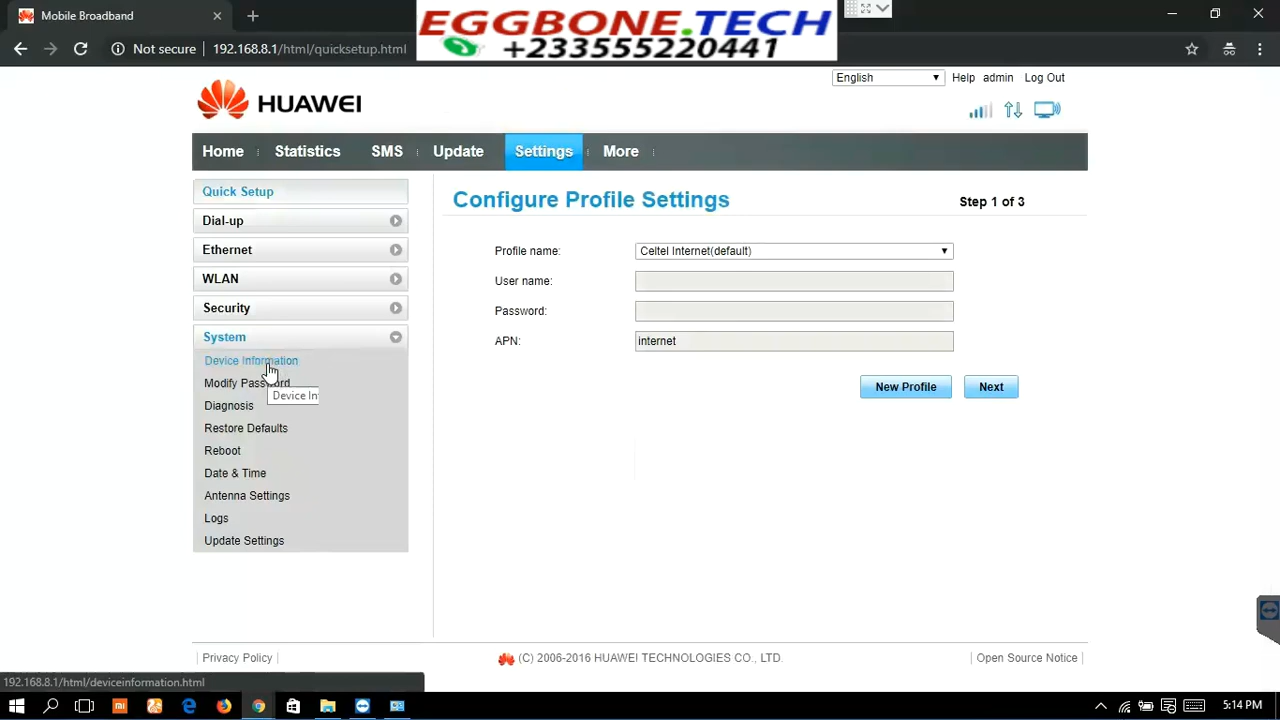 Mobile Broadband
EGGBONE.TECH
+233555220441
Not secure 192.168.8.1/html/quicksetup.html
English Help admin Log Out
HUAWEI
Home Statistics SMS Update Settings More
Quick Setup
Dial-up
Ethernet
WLAN
Security
System
Device Information
Modify Password
Device In
Diagnosis
Restore Defaults
Reboot
Date & Time
Antenna Settings
Logs
Update Settings
Configure Profile Settings Step 1 of 3
Profile name: Celtel Internet(default)
User name:
Password:
APN: internet
New Profile Next
Privacy Policy (C) 2006-2016 HUAWEI TECHNOLOGIES CO., LTD. Open Source Notice
192.168.8.1/html/deviceinformation.html
5:14 PM